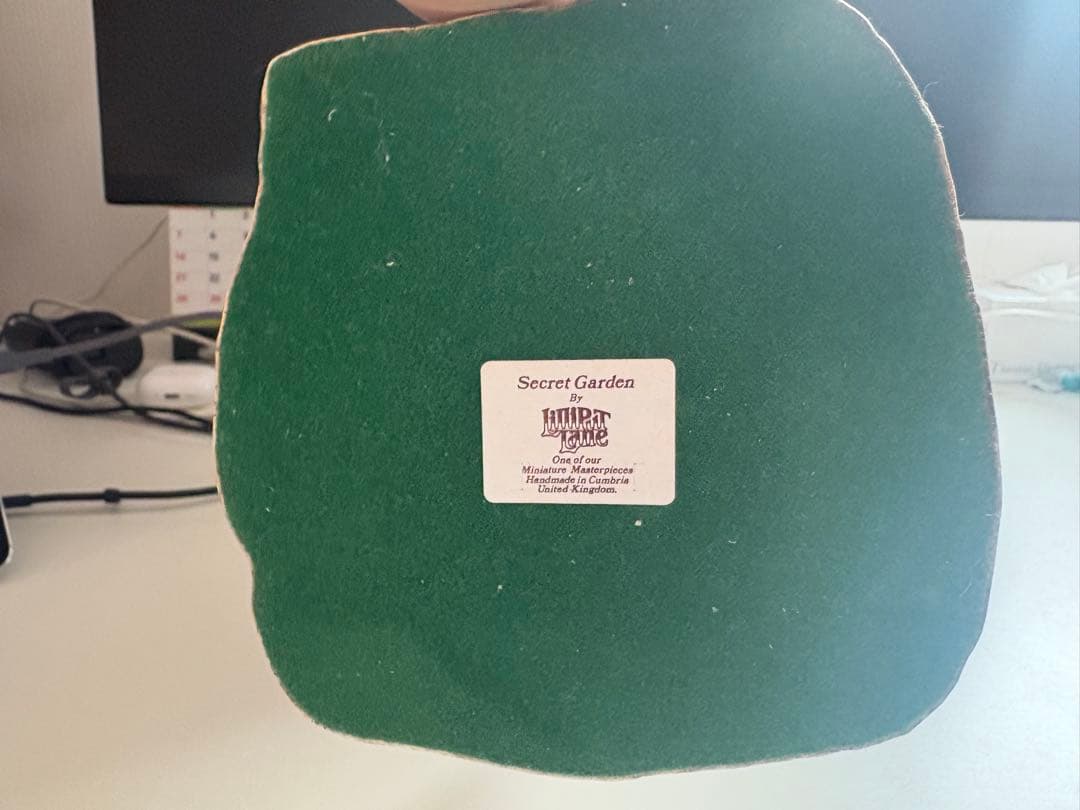 Secret Garden
By
Lilliput
Lane
One of our
Miniature Masterpieces
Handmade in Cumbria
United Kingdom.